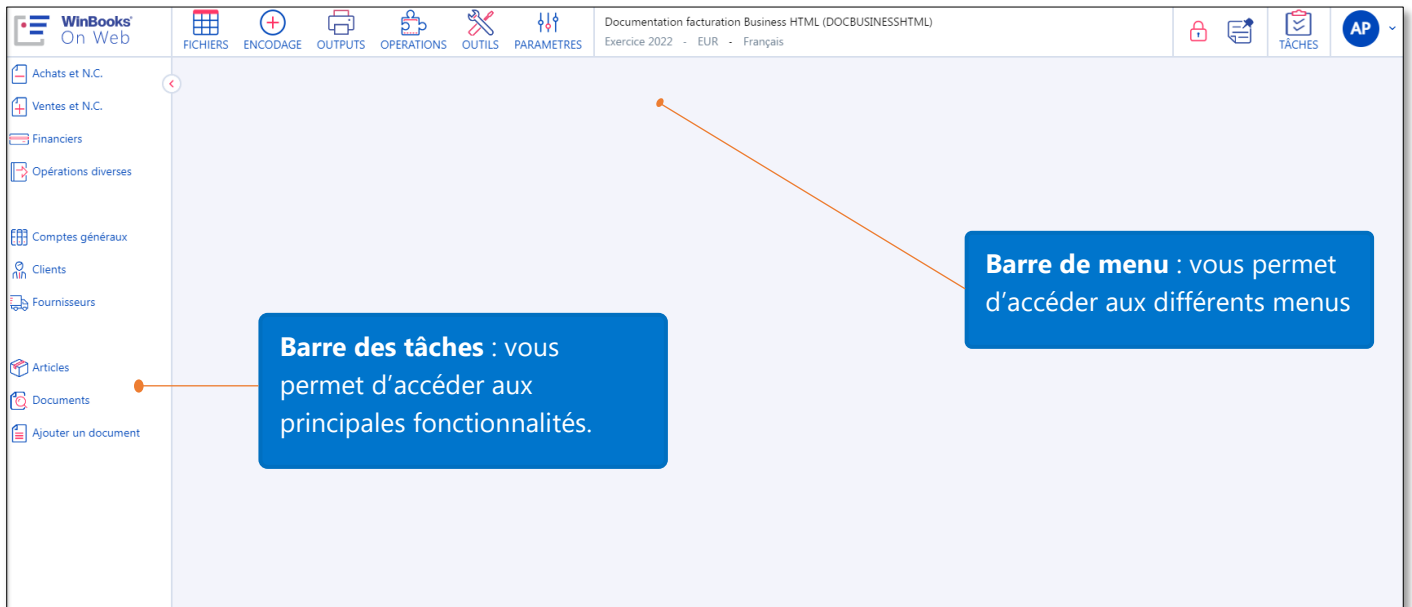 WinBooks®
On Web
FICHIERS ENCODAGE OUTPUTS OPERATIONS OUTILS PARAMETRES
Documentation facturation Business HTML (DOCBUSINESSHTML)
Exercice 2022 - EUR - Français
TÂCHES
AP
Achats et N.C.
Ventes et N.C.
Financiers
Opérations diverses
Comptes généraux
Clients
Fournisseurs
Articles
Documents
Ajouter un document
Barre des tâches : vous
permet d’accéder aux
principales fonctionnalités.
Barre de menu : vous permet
d’accéder aux différents menus